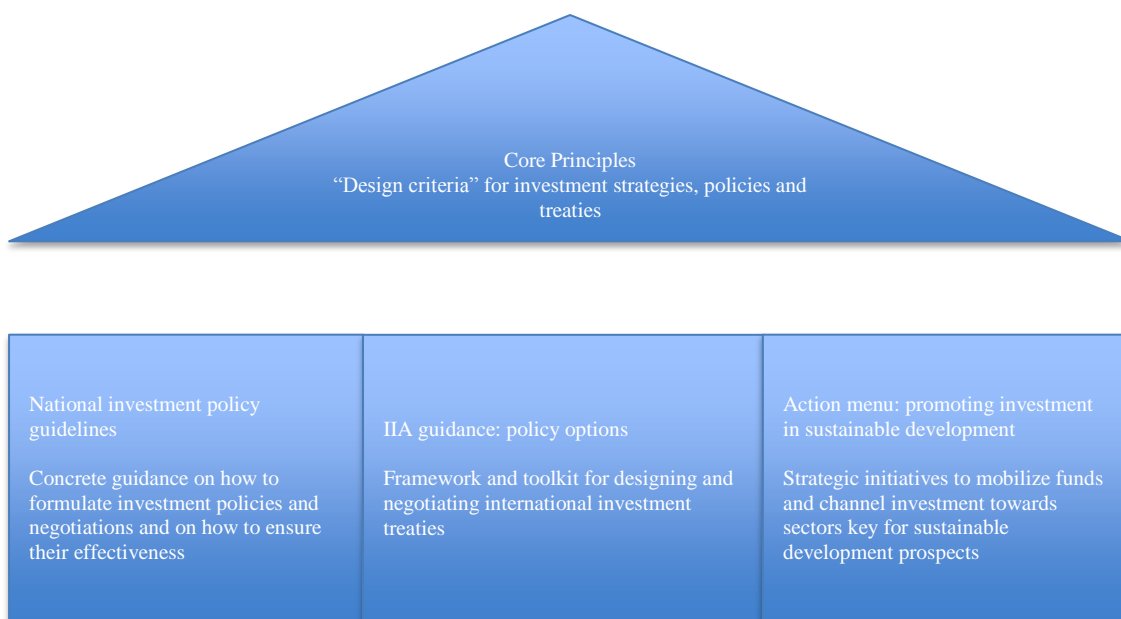 Core Principles
“Design criteria” for investment strategies, policies and
treaties
National investment policy
guidelines
Concrete guidance on how to
formulate investment policies and
negotiations and on how to ensure
their effectiveness
IIA guidance: policy options
Framework and toolkit for designing and
negotiating international investment
treaties
Action menu: promoting investment
in sustainable development
Strategic initiatives to mobilize funds
and channel investment towards
sectors key for sustainable
development prospects